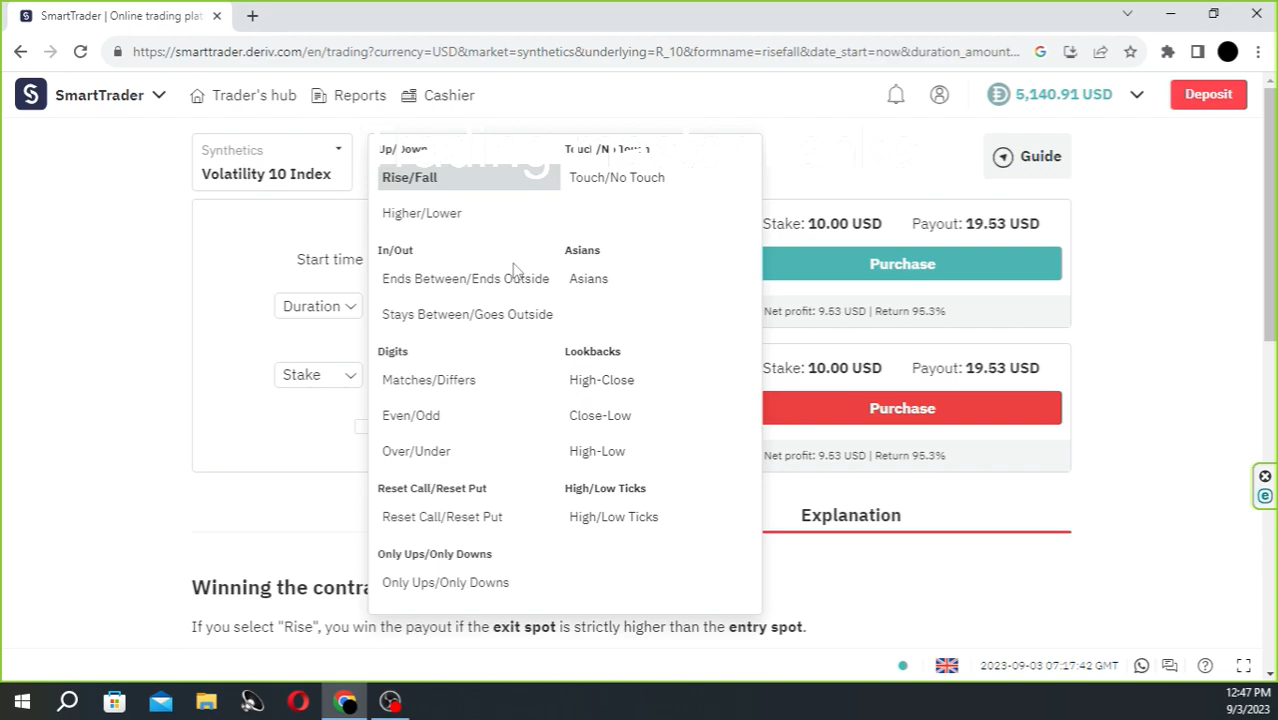 SmartTrader | Online trading plat
https://smarttrader.deriv.com/en/trading?currency=USD&market=synthetics&underlying=R_10&formname=risefall&date_start=now&duration_amount...
SmartTrader Trader's hub Reports Cashier 5,140.91 USD Deposit
Synthetics
Volatility 10 Index
Guide
Up/Down Touch/No Touch
Rise/Fall Touch/No Touch
Higher/Lower
In/Out Asians
Ends Between/Ends Outside Asians
Stays Between/Goes Outside
Digits Lookbacks
Matches/Differs High-Close
Even/Odd Close-Low
Over/Under High-Low
Reset Call/Reset Put High/Low Ticks
Reset Call/Reset Put High/Low Ticks
Only Ups/Only Downs
Only Ups/Only Downs
Start time
Duration
Stake
Stake: 10.00 USD Payout: 19.53 USD
Purchase
Net profit: 9.53 USD | Return 95.3%
Stake: 10.00 USD Payout: 19.53 USD
Purchase
Net profit: 9.53 USD | Return 95.3%
Explanation
Winning the contra
If you select "Rise", you win the payout if the exit spot is strictly higher than the entry spot.
2023-09-03 07:17:42 GMT
12:47 PM
9/3/2023